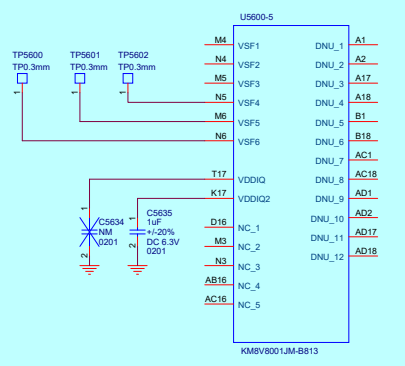 U5600-5
TP5600 TP5601 TP5602
TP0.3mm TP0.3mm TP0.3mm
1 1 1
M4 VSF1 DNU_1 A1
N4 VSF2 DNU_2 A2
M5 VSF3 DNU_3 A17
N5 VSF4 DNU_4 A18
M6 VSF5 DNU_5 B1
N6 VSF6 DNU_6 B18
DNU_7 AC1
T17 VDDIQ DNU_8 AC18
K17 VDDIQ2 DNU_9 AD1
D16 NC_1 DNU_10 AD2
M3 NC_2 DNU_11 AD17
N3 NC_3 DNU_12 AD18
AB16 NC_4
AC16 NC_5
1
C5634
NM
0201
2
1
C5635
1uF
+/-20%
DC 6.3V
0201
2
KM8V8001JM-B813